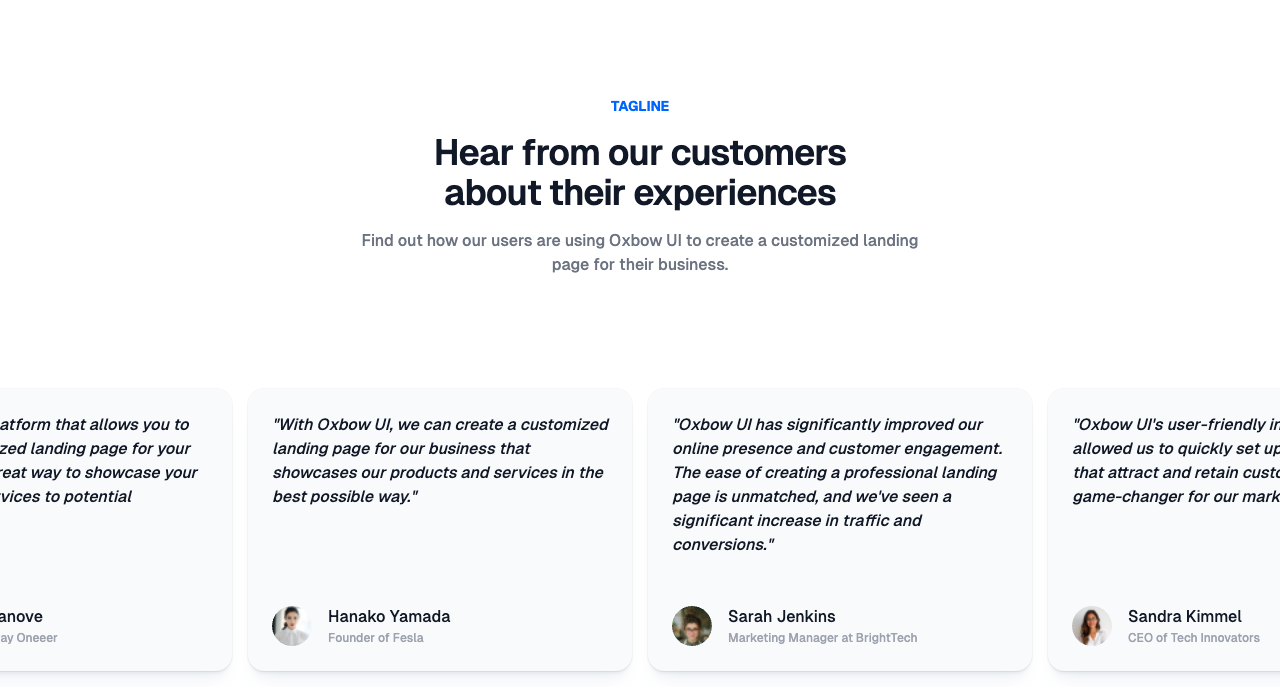 TAGLINE
Hear from our customers
about their experiences
Find out how our users are using Oxbow UI to create a customized landing
page for their business.
atform that allows you to
zed landing page for your
reat way to showcase your
vices to potential
anove
ay Oneeer
"With Oxbow UI, we can create a customized
landing page for our business that
showcases our products and services in the
best possible way."
Hanako Yamada
Founder of Fesla
"Oxbow UI has significantly improved our
online presence and customer engagement.
The ease of creating a professional landing
page is unmatched, and we've seen a
significant increase in traffic and
conversions."
Sarah Jenkins
Marketing Manager at BrightTech
"Oxbow UI's user-friendly in
allowed us to quickly set up
that attract and retain custo
game-changer for our mark
Sandra Kimmel
CEO of Tech Innovators